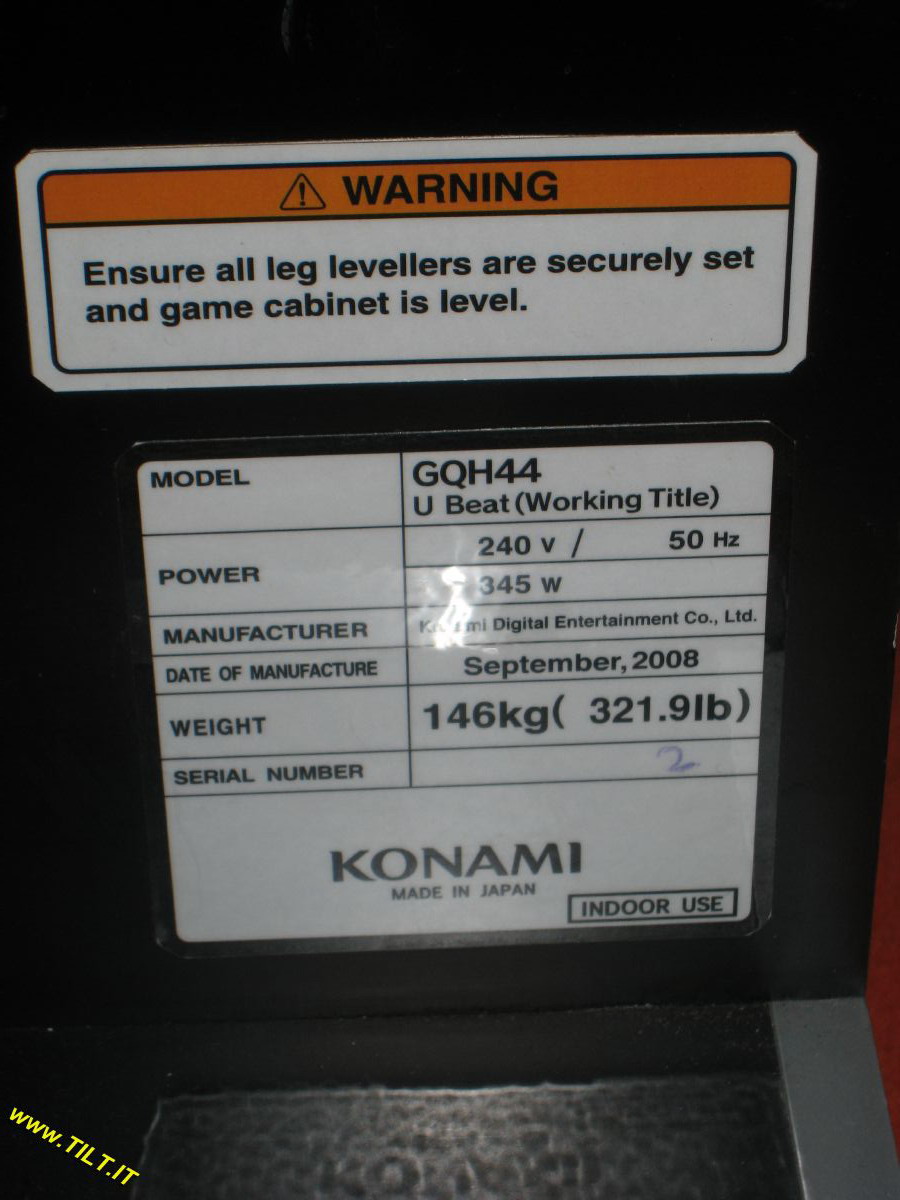 WARNING
Ensure all leg levellers are securely set
and game cabinet is level.
MODEL GQH44
U Beat (Working Title)
POWER 240 V / 50 Hz
345 W
MANUFACTURER Konami Digital Entertainment Co., Ltd.
DATE OF MANUFACTURE September, 2008
WEIGHT 146kg( 321.9lb)
SERIAL NUMBER 2
KONAMI
MADE IN JAPAN
INDOOR USE
www.TILT.IT